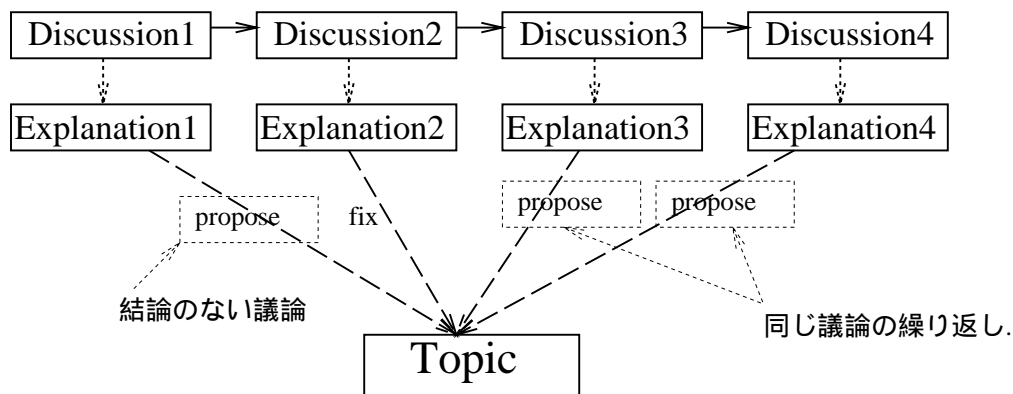 Discussion1
Discussion2
Discussion3
Discussion4
Explanation1
Explanation2
Explanation3
Explanation4
propose
fix
propose
propose
結論のない議論
同じ議論の繰り返し.
Topic